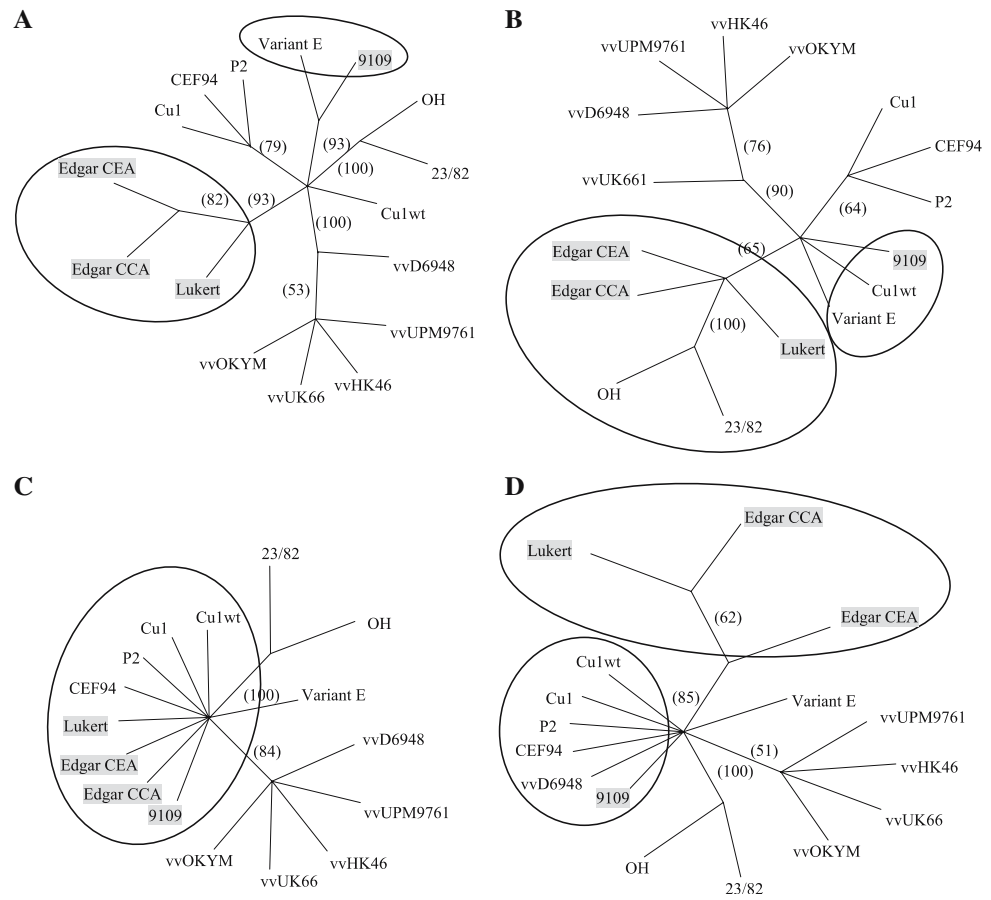 A
Variant E
9109
P2
CEF94
Cu1
OH
(79)
(93)
(100)
23/82
Edgar CEA
(82)
(93)
Cu1wt
(100)
Edgar CCA
Lukert
vvD6948
(53)
vvUPM9761
vvOKYM
vvHK46
vvUK66
B
vvHK46
vvUPM9761
vvOKYM
vvD6948
Cu1
CEF94
(76)
vvUK661
(90)
P2
(64)
Edgar CEA
(65)
9109
Edgar CCA
Cu1wt
Variant E
(100)
Lukert
OH
23/82
C
23/82
Cu1wt
OH
Cu1
P2
CEF94
(100)
Variant E
Lukert
(84)
vvD6948
Edgar CEA
Edgar CCA
9109
vvUPM9761
vvOKYM
vvHK46
vvUK66
D
Edgar CCA
Lukert
(62)
Edgar CEA
Cu1wt
(85)
Cu1
Variant E
P2
vvUPM9761
CEF94
(51)
(100)
vvHK46
vvD6948
9109
vvUK66
vvOKYM
OH
23/82